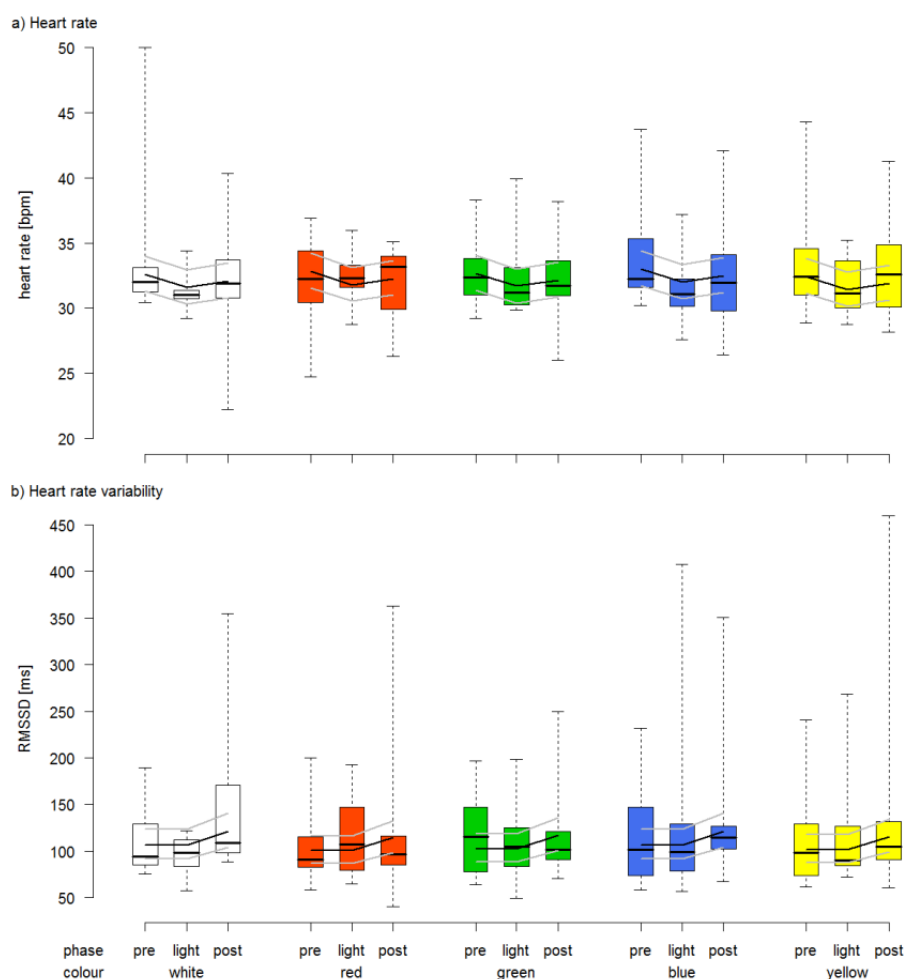 a) Heart rate
50
45
40
35
30
25
20
heart rate [bpm]
b) Heart rate variability
450
400
350
300
250
200
150
100
50
RMSSD [ms]
phase pre light post pre light post pre light post pre light post pre light post
colour white red green blue yellow